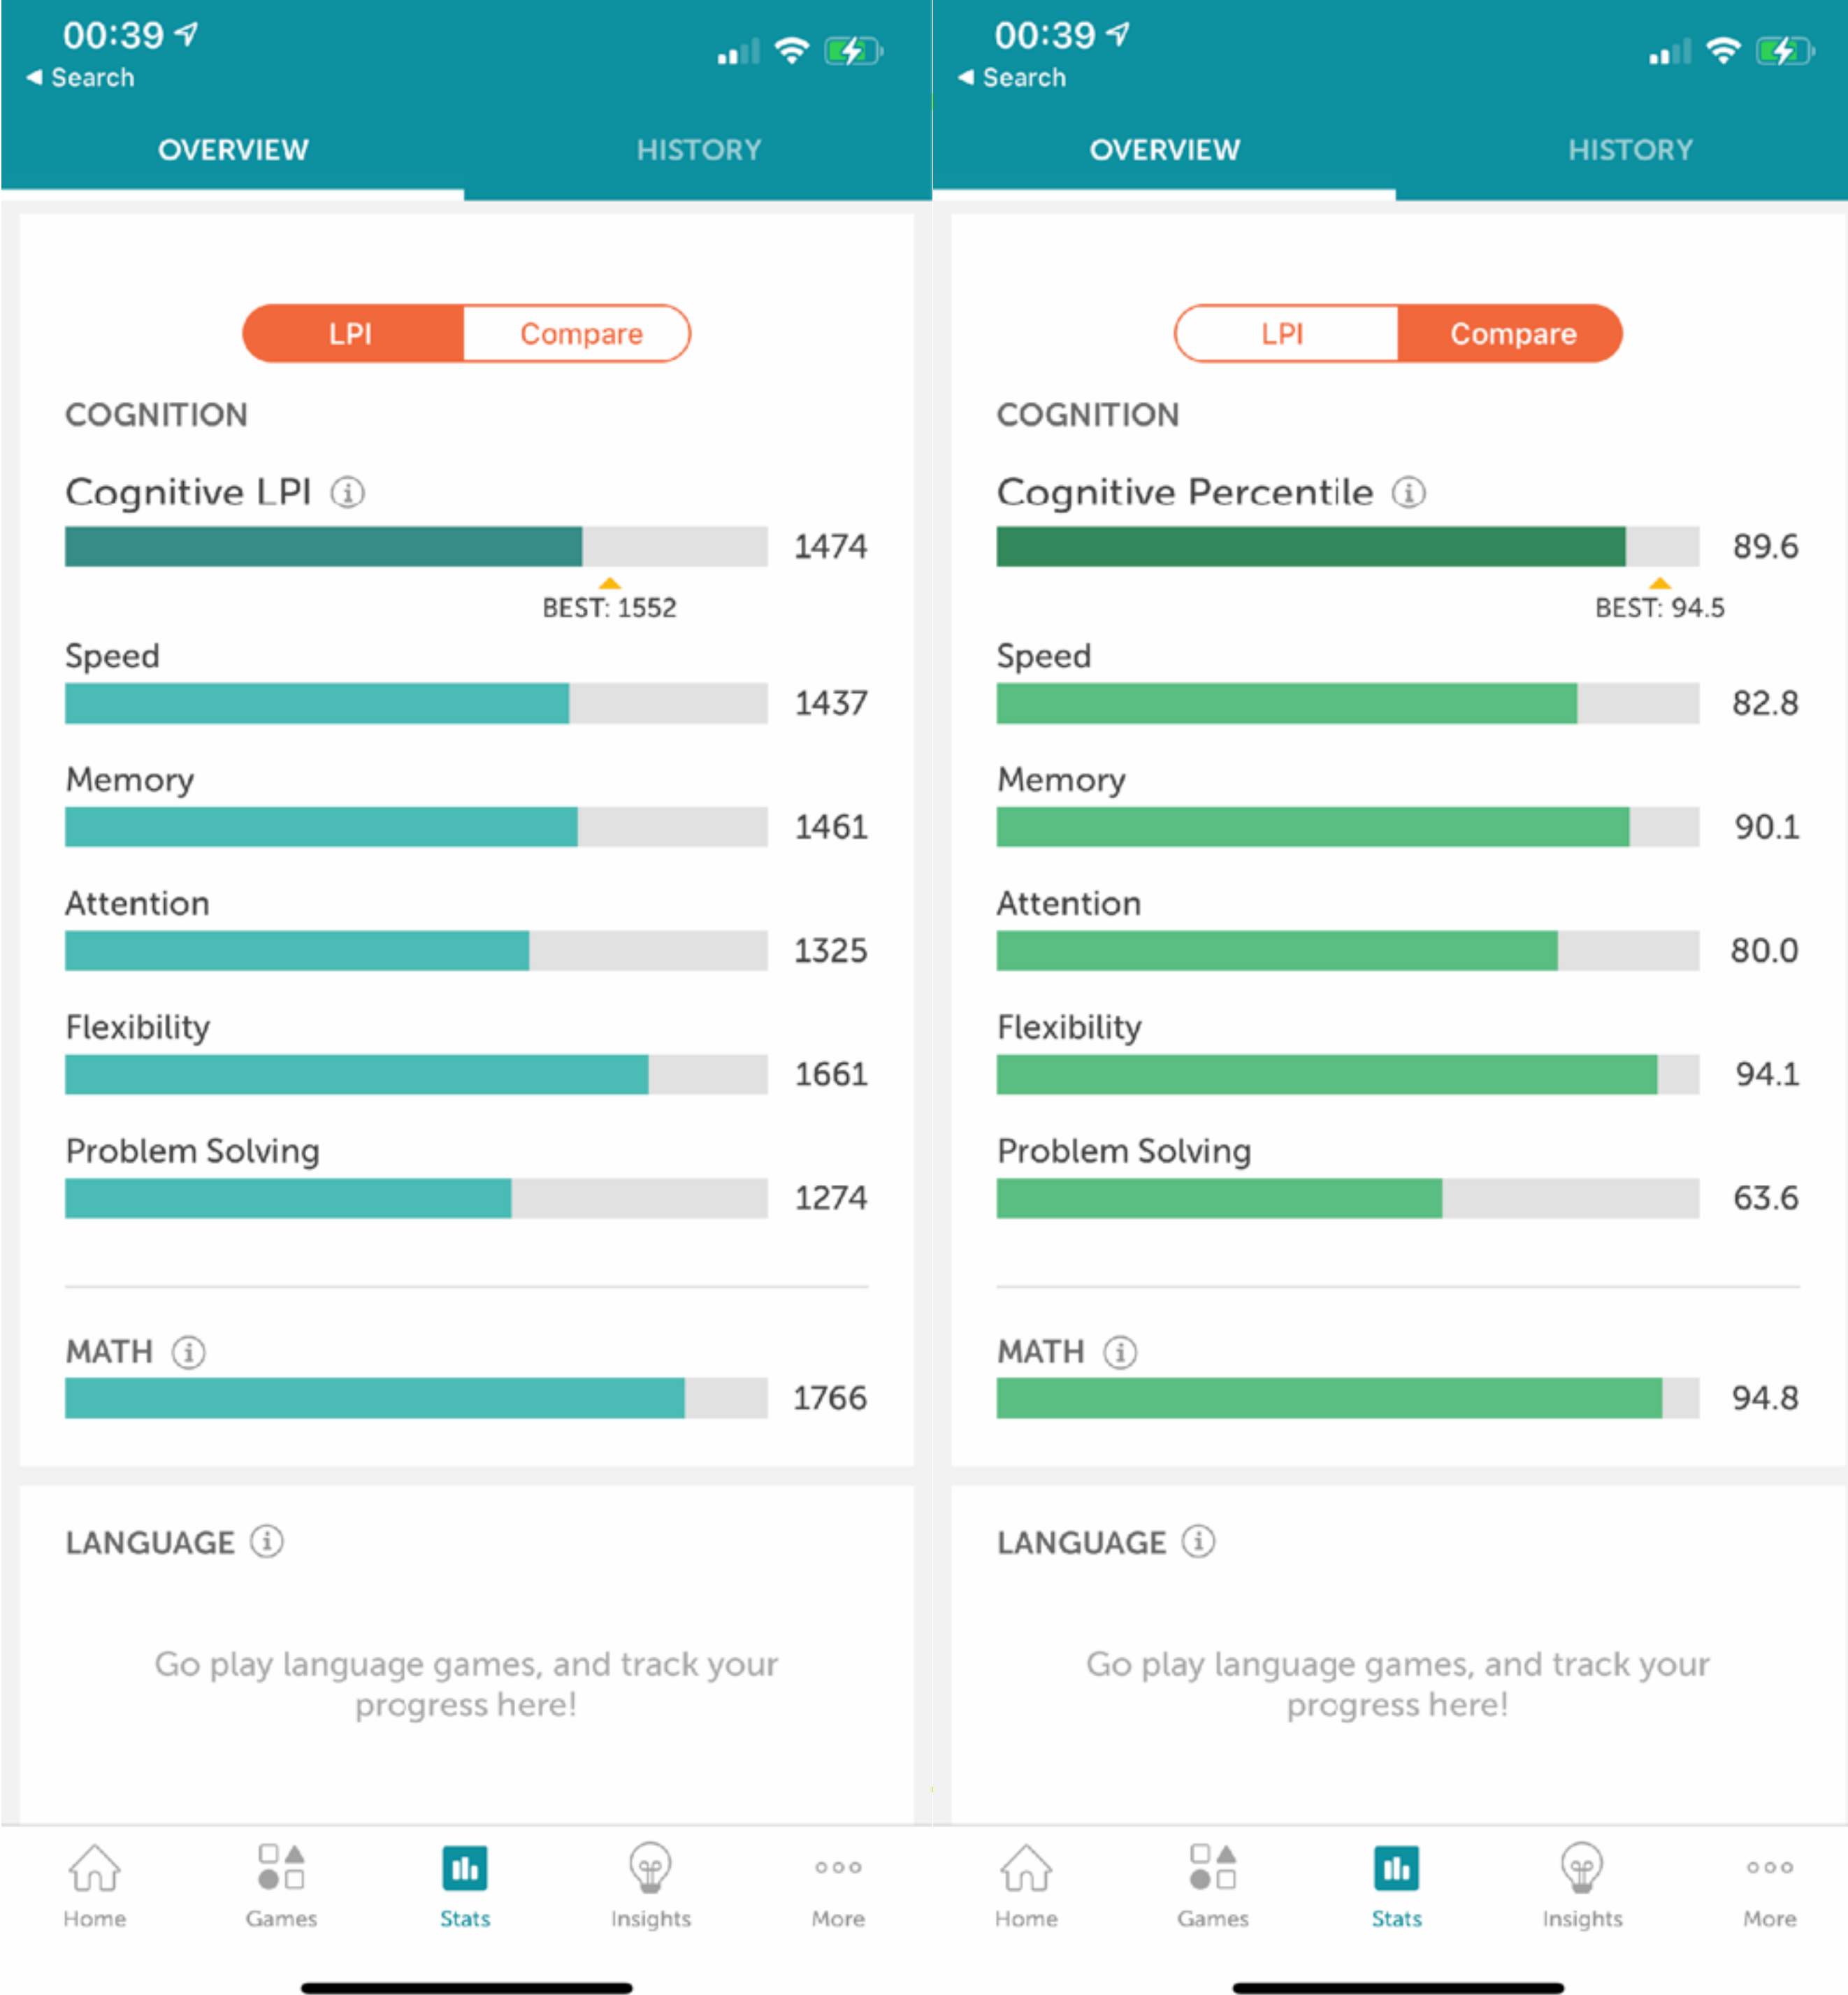 00:39
◀ Search
OVERVIEW
HISTORY
LPI
Compare
COGNITION
Cognitive LPI
1474
BEST: 1552
Speed
1437
Memory
1461
Attention
1325
Flexibility
1661
Problem Solving
1274
MATH
1766
LANGUAGE
Go play language games, and track your
progress here!
Home
Games
Stats
Insights
More
00:39
◀ Search
OVERVIEW
HISTORY
LPI
Compare
COGNITION
Cognitive Percentile
89.6
BEST: 94.5
Speed
82.8
Memory
90.1
Attention
80.0
Flexibility
94.1
Problem Solving
63.6
MATH
94.8
LANGUAGE
Go play language games, and track your
progress here!
Home
Games
Stats
Insights
More